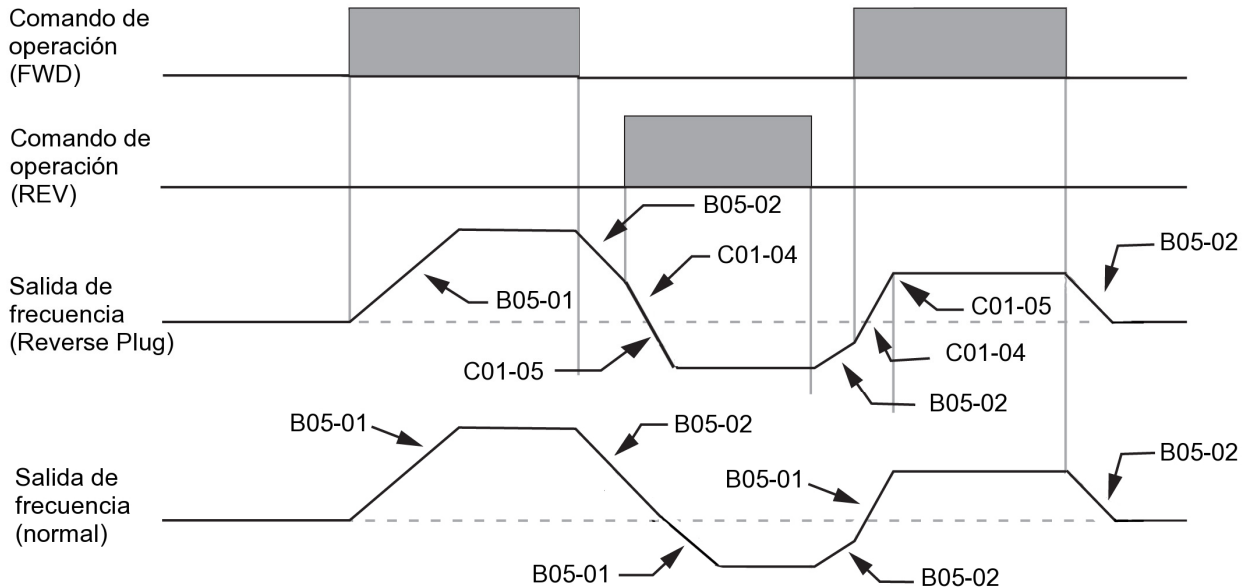 Comando de
operación
(FWD)
Comando de
operación
(REV)
B05-02
C01-04
B05-02
Salida de
frecuencia
(Reverse Plug)
B05-01
C01-05
C01-05
C01-04
B05-02
B05-01
B05-02
B05-02
Salida de
frecuencia
(normal)
B05-01
B05-01
B05-02